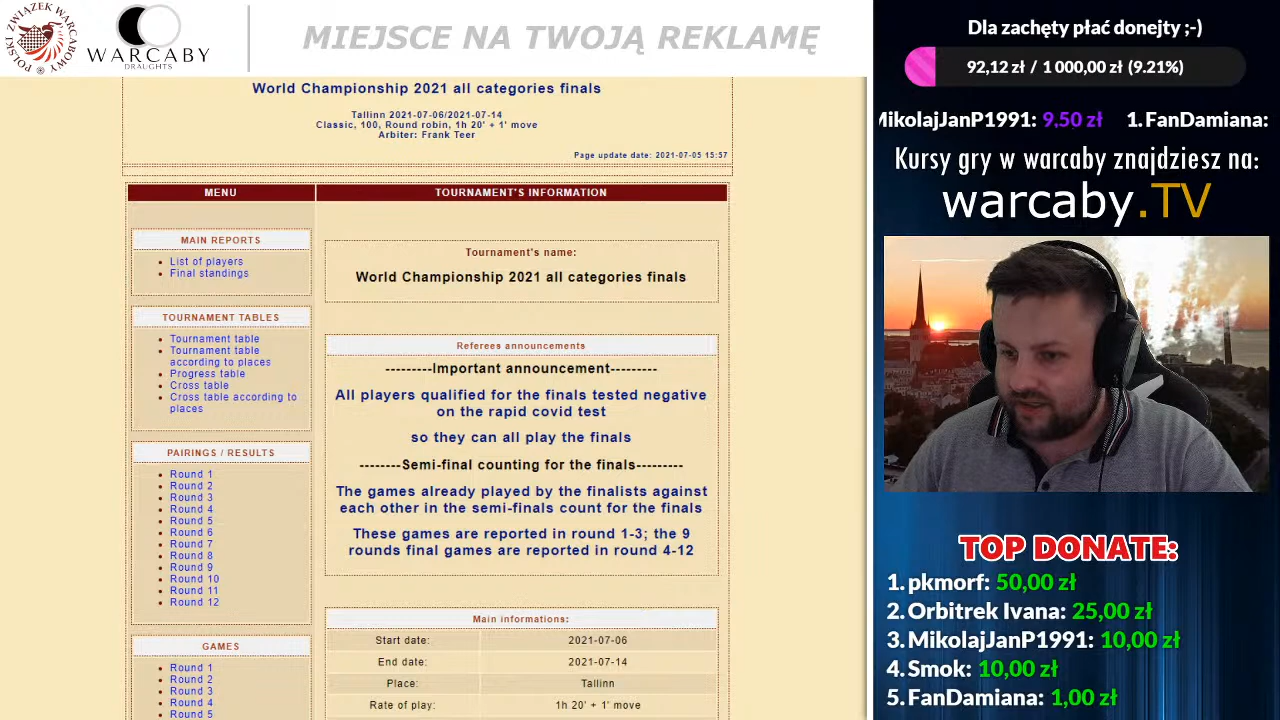 POLSKI ZWIĄZEK WARCABOWY
WARCABY
DRAUGHTS
MIEJSCE NA TWOJĄ REKLAMĘ
World Championship 2021 all categories finals
Tallinn 2021-07-06/2021-07-14
Classic, 100, Round robin, 1h 20' + 1' move
Arbiter: Frank Teer
Page update date: 2021-07-05 15:57
MENU
MAIN REPORTS
List of players
Final standings
TOURNAMENT TABLES
Tournament table
Tournament table
according to places
Progress table
Cross table
Cross table according to
places
PAIRINGS / RESULTS
Round 1
Round 2
Round 3
Round 4
Round 5
Round 6
Round 7
Round 8
Round 9
Round 10
Round 11
Round 12
GAMES
Round 1
Round 2
Round 3
Round 4
Round 5
TOURNAMENT'S INFORMATION
Tournament's name:
World Championship 2021 all categories finals
Referees announcements
---------Important announcement---------
All players qualified for the finals tested negative
on the rapid covid test
so they can all play the finals
--------Semi-final counting for the finals---------
The games already played by the finalists against
each other in the semi-finals count for the finals
These games are reported in round 1-3; the 9
rounds final games are reported in round 4-12
Main informations:
Start date: 2021-07-06
End date: 2021-07-14
Place: Tallinn
Rate of play: 1h 20' + 1' move
Dla zachęty płać donejty ;-)
92,12 zł / 1 000,00 zł (9.21%)
MikolajJanP1991: 9,50 zł 1. FanDamiana:
Kursy gry w warcaby znajdziesz na:
warcaby.TV
TOP DONATE:
1. pkmorf: 50,00 zł
2. Orbitrek Ivana: 25,00 zł
3. MikolajJanP1991: 10,00 zł
4. Smok: 10,00 zł
5. FanDamiana: 1,00 zł